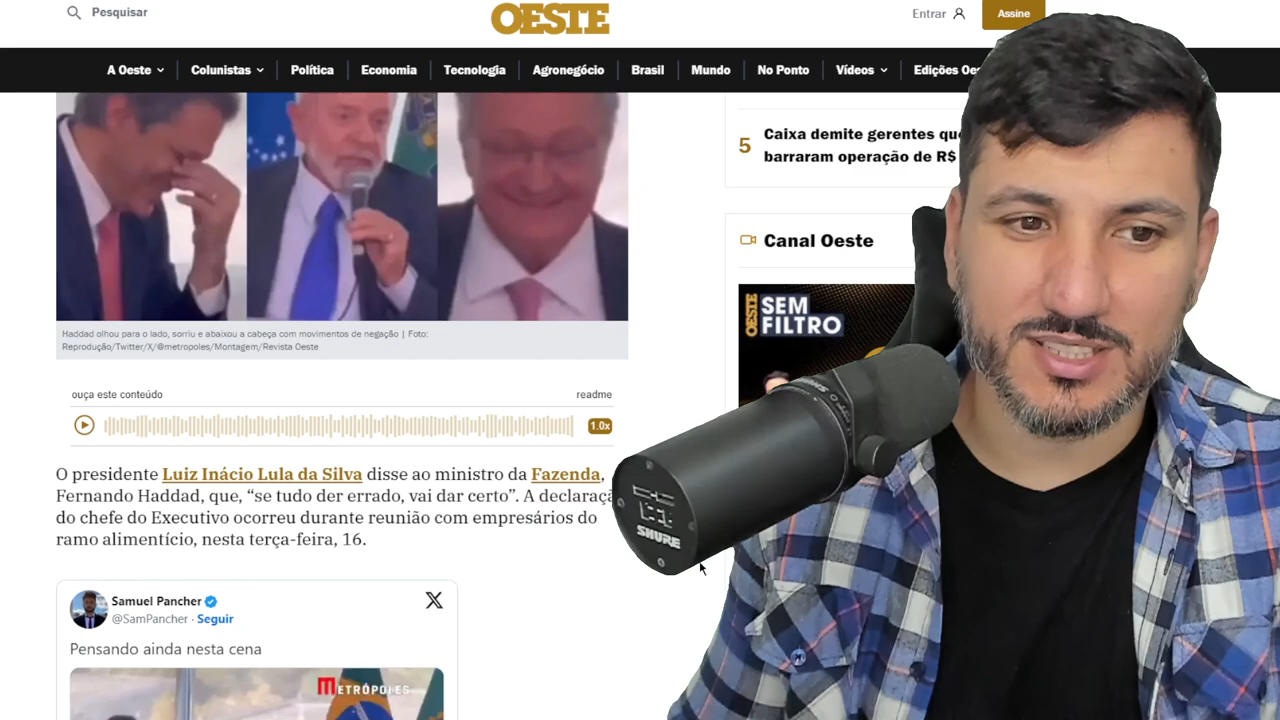 Pesquisar
OESTE
Entrar
Assine
A Oeste
Colunistas
Política
Economia
Tecnologia
Agronegócio
Brasil
Mundo
No Ponto
Vídeos
Edições
5
Caixa demite gerentes
barraram operação de R$
Canal Oeste
OESTE
SEM
FILTRO
Haddad olhou para o lado, sorriu e abaixou a cabeça com movimentos de negação | Foto:
Reprodução/Twitter/X/@metropoles/Montagem/Revista Oeste
ouça este conteúdo
readme
1.0x
O presidente Luiz Inácio Lula da Silva disse ao ministro da Fazenda,
Fernando Haddad, que, “se tudo der errado, vai dar certo”. A
do chefe do Executivo ocorreu durante reunião com empresários do
ramo alimentício, nesta terça-feira, 16.
SHURE
Samuel Pancher
@SamPancher · Seguir
Pensando ainda nesta cena
METRÓPOLES